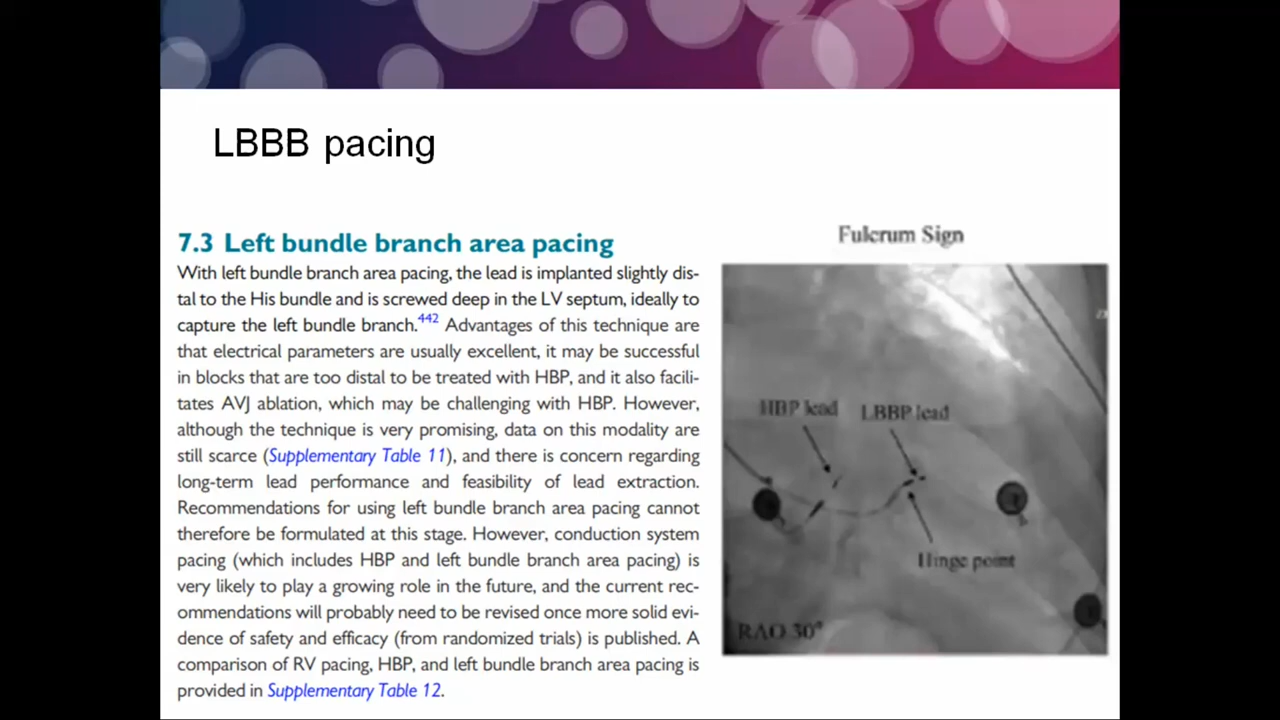 LBBB pacing
7.3 Left bundle branch area pacing
With left bundle branch area pacing, the lead is implanted slightly dis-
tal to the His bundle and is screwed deep in the LV septum, ideally to
capture the left bundle branch.442 Advantages of this technique are
that electrical parameters are usually excellent, it may be successful
in blocks that are too distal to be treated with HBP, and it also facili-
tates AVJ ablation, which may be challenging with HBP. However,
although the technique is very promising, data on this modality are
still scarce (Supplementary Table 11), and there is concern regarding
long-term lead performance and feasibility of lead extraction.
Recommendations for using left bundle branch area pacing cannot
therefore be formulated at this stage. However, conduction system
pacing (which includes HBP and left bundle branch area pacing) is
very likely to play a growing role in the future, and the current rec-
ommendations will probably need to be revised once more solid evi-
dence of safety and efficacy (from randomized trials) is published. A
comparison of RV pacing, HBP, and left bundle branch area pacing is
provided in Supplementary Table 12.
Fulcrum Sign
HBP lead
LBBP lead
Hinge point
RAO 30°